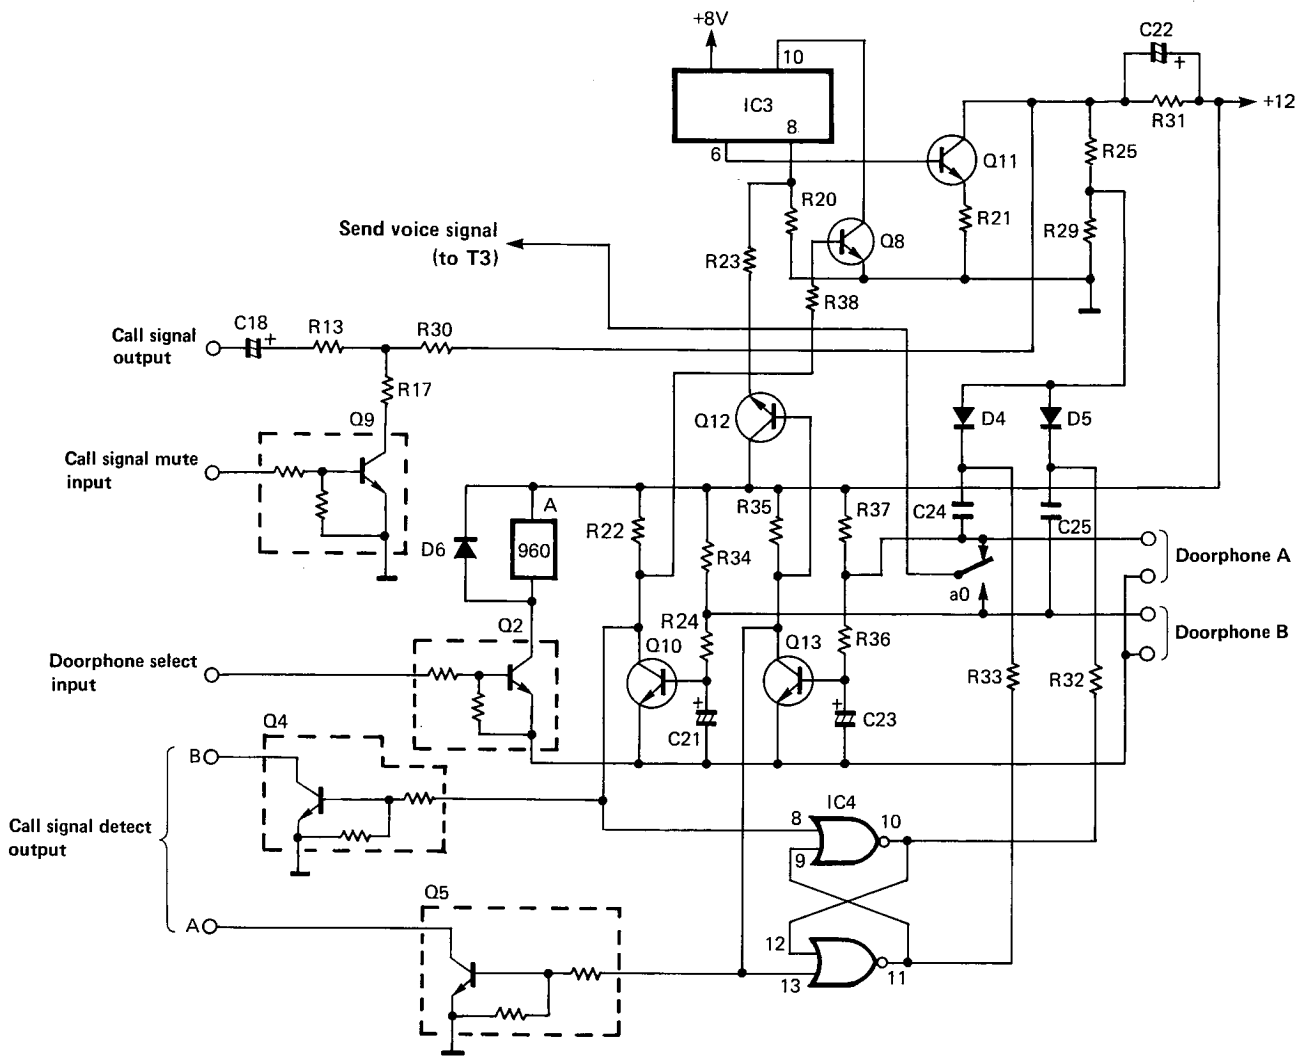 +8V
C22
10
IC3
+12
R31
8
6
Q11
R25
R20
R21
Send voice signal
(to T3)
Q8
R29
R23
R38
C18
+
R13
R30
Call signal
output
R17
Q9
Q12
D4
D5
Call signal mute
input
A
R35
R37
C24
R22
C25
D6
960
R34
Doorphone A
a0
Q2
R24
Doorphone B
Q10
Q13
R36
Doorphone select
input
R33
R32
+
C21
+
C23
Q4
B
IC4
8
10
9
Call signal detect
output
Q5
A
12
13
11
+